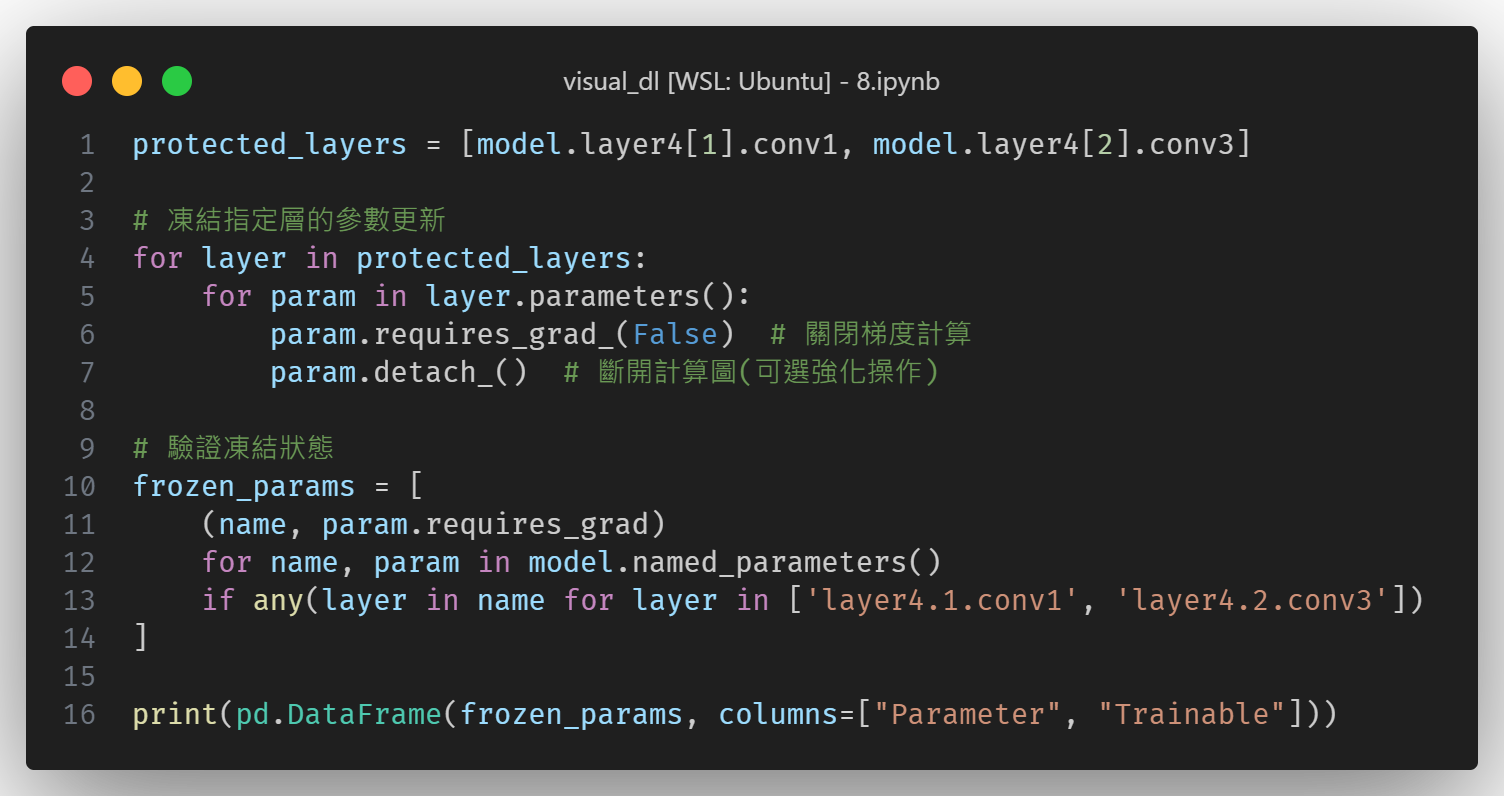 visual_dl [WSL: Ubuntu] - 8.ipynb
1 protected_layers = [model.layer4[1].conv1, model.layer4[2].conv3]
2
3 # 凍結指定層的參數更新
4 for layer in protected_layers:
5     for param in layer.parameters():
6         param.requires_grad_(False)  # 關閉梯度計算
7         param.detach_()  # 斷開計算圖(可選強化操作)
8
9 # 驗證凍結狀態
10 frozen_params = [
11     (name, param.requires_grad)
12     for name, param in model.named_parameters()
13     if any(layer in name for layer in ['layer4.1.conv1', 'layer4.2.conv3'])
14 ]
15
16 print(pd.DataFrame(frozen_params, columns=["Parameter", "Trainable"]))